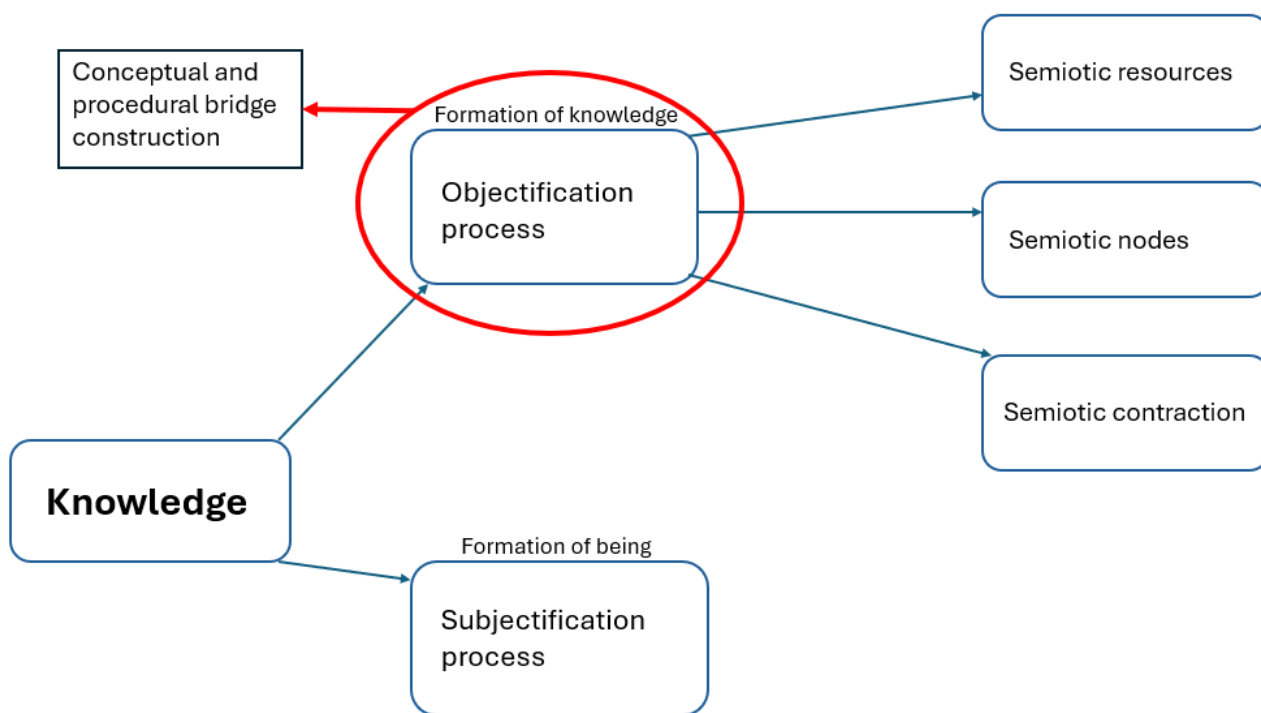 Conceptual and
procedural bridge
construction
Formation of knowledge
Objectification
process
Semiotic resources
Semiotic nodes
Semiotic contraction
Knowledge
Formation of being
Subjectification
process